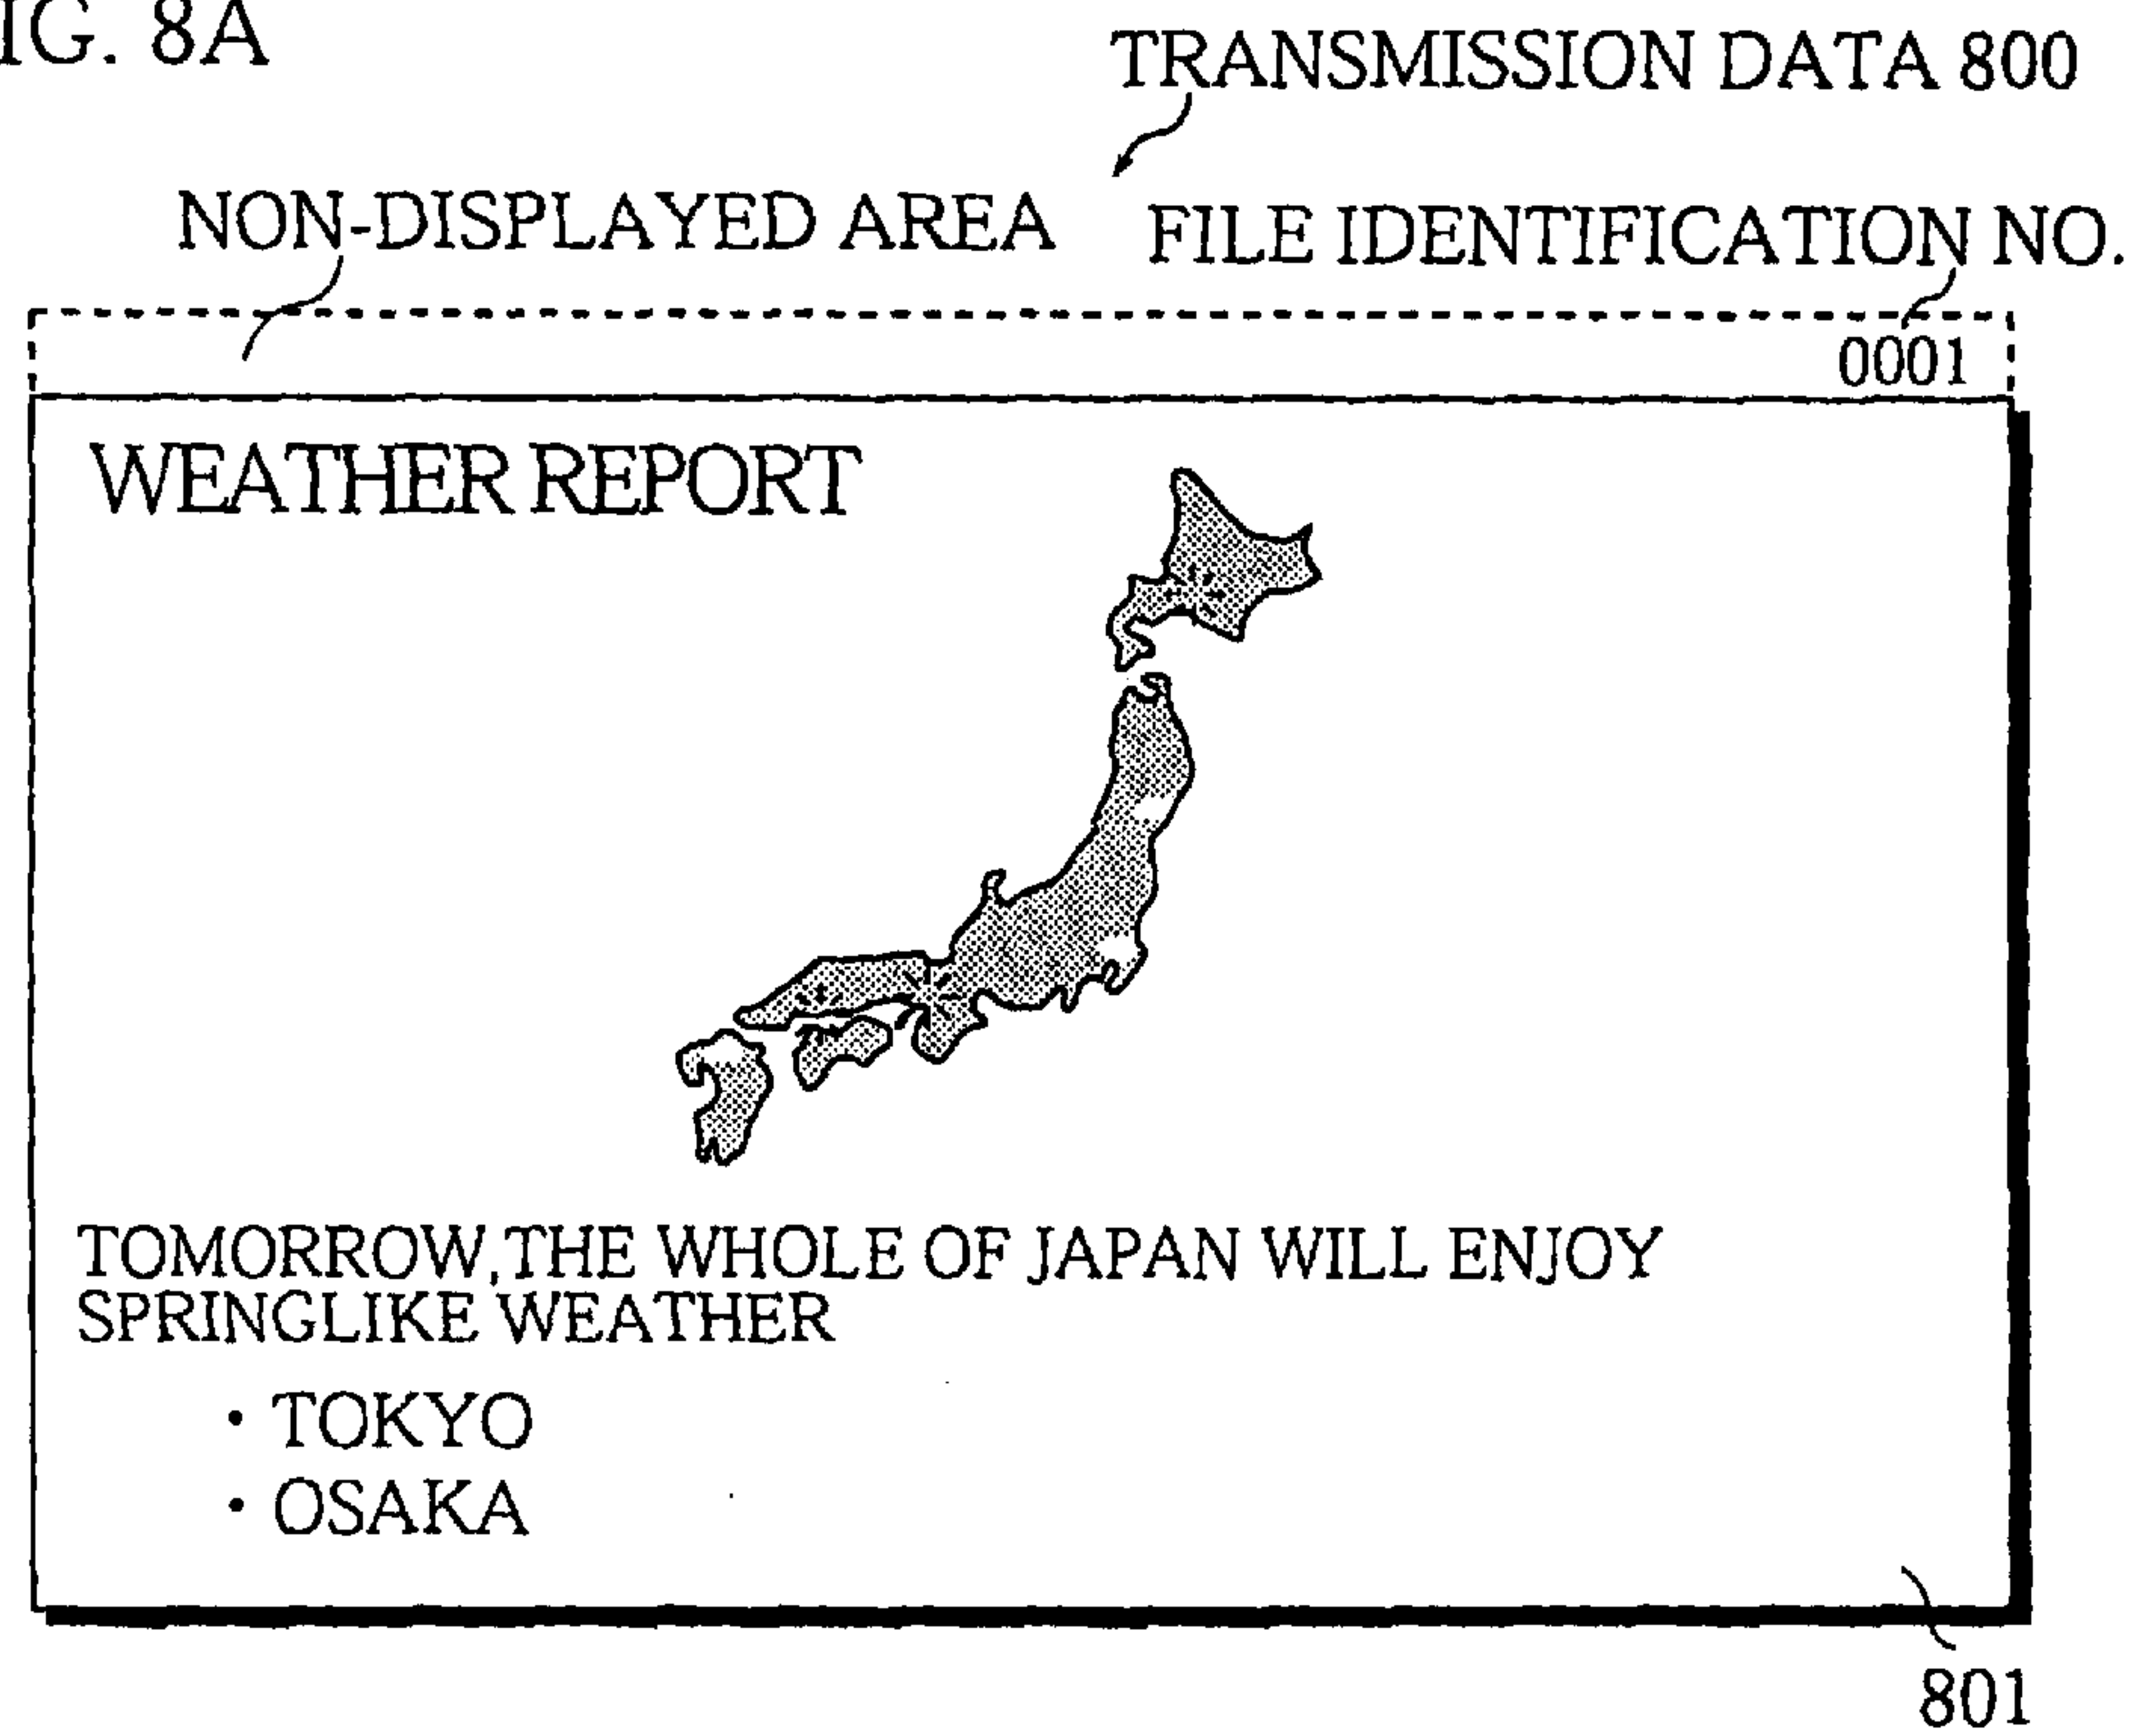 IG. 8A
TRANSMISSION DATA 800
NON-DISPLAYED AREA
FILE IDENTIFICATION NO.
0001
WEATHER REPORT
TOMORROW,THE WHOLE OF JAPAN WILL ENJOY
SPRINGLIKE WEATHER
• TOKYO
• OSAKA
801